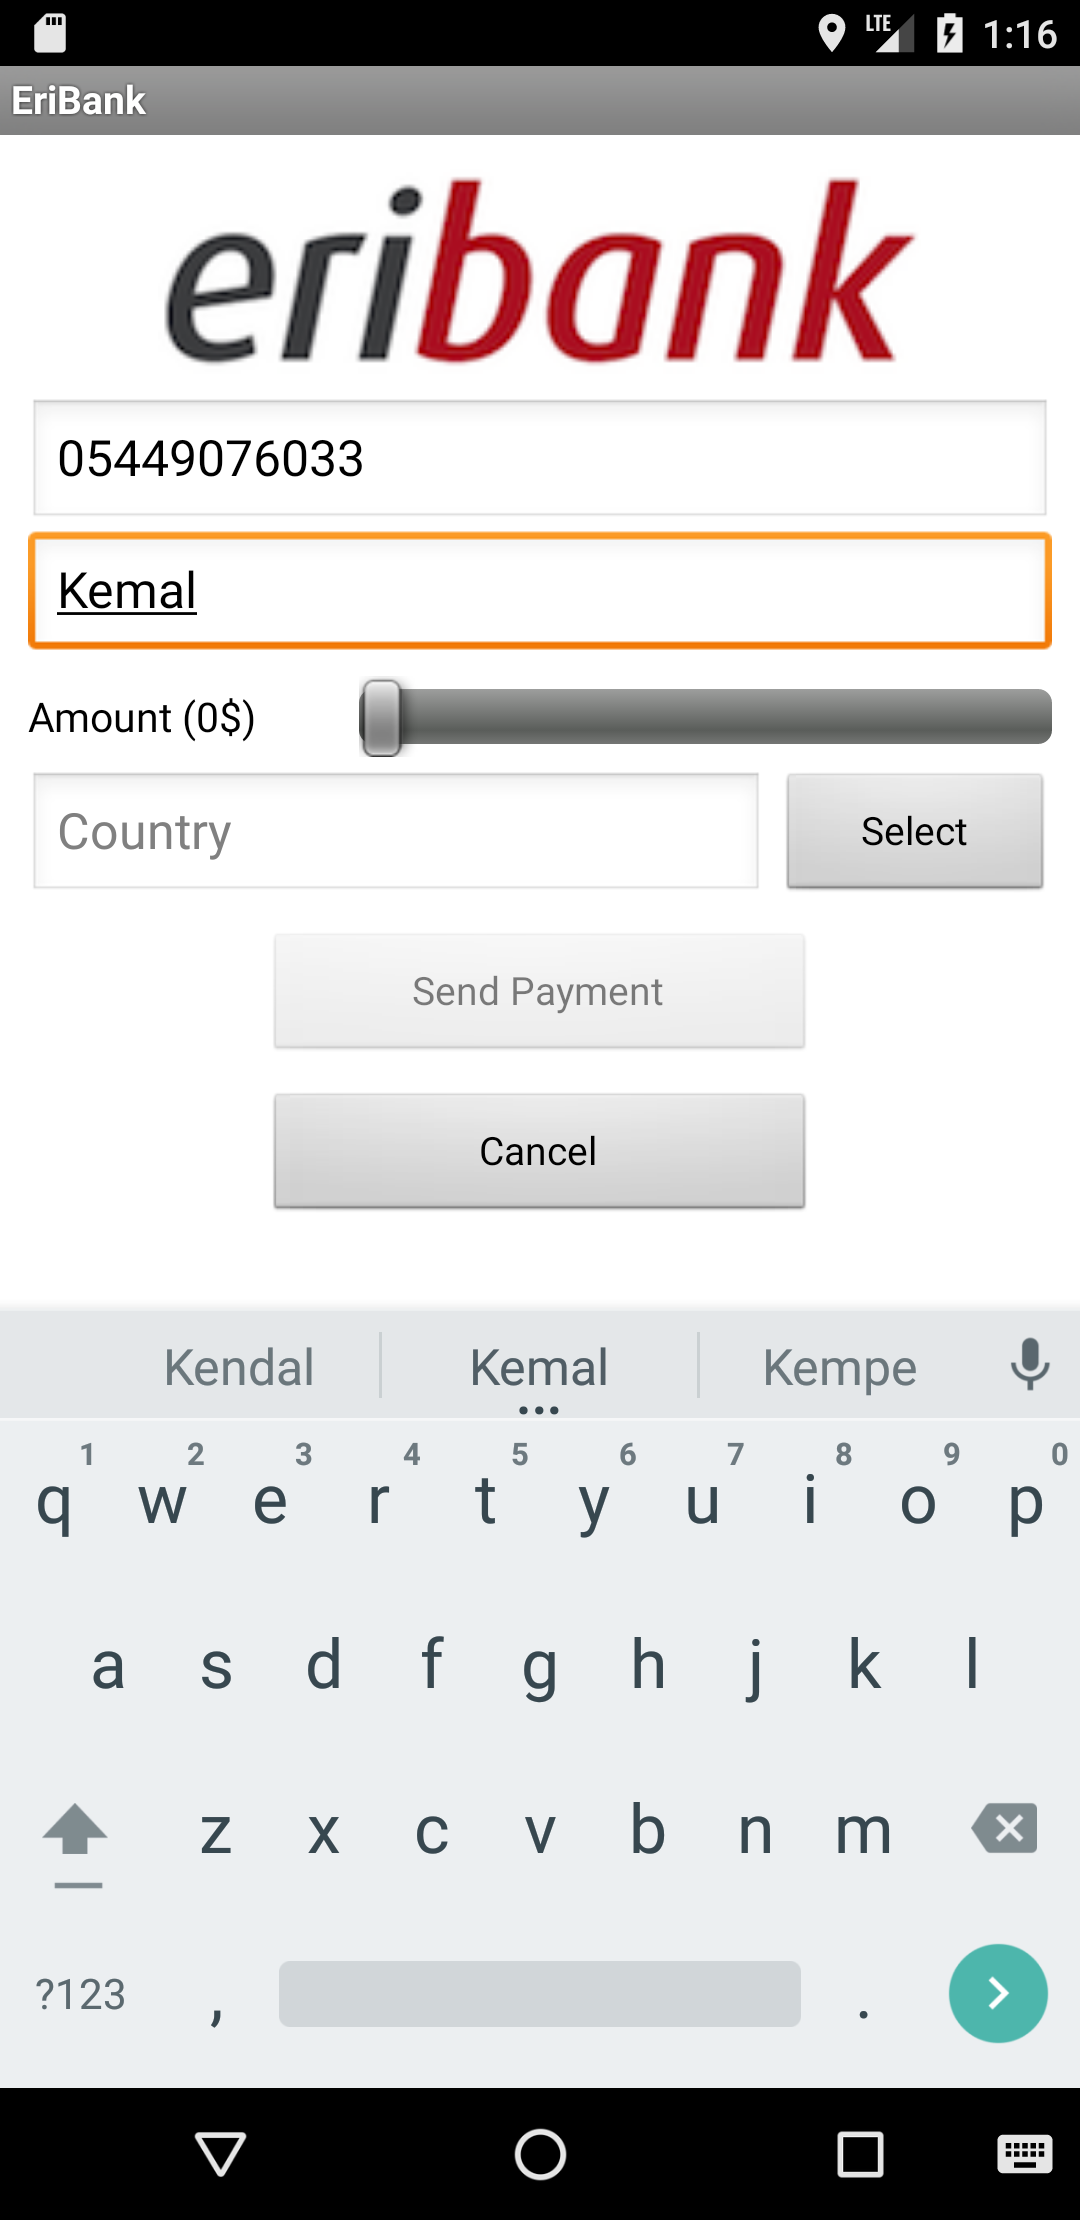 LTE 1:16
EriBank
eribank
05449076033
Kemal
Amount (0$)
Country Select
Send Payment
Cancel
Kendal Kemal Kempe
1 2 3 4 5 6 7 8 9 0
q w e r t y u i o p
a s d f g h j k l
z x c v b n m
?123 , .